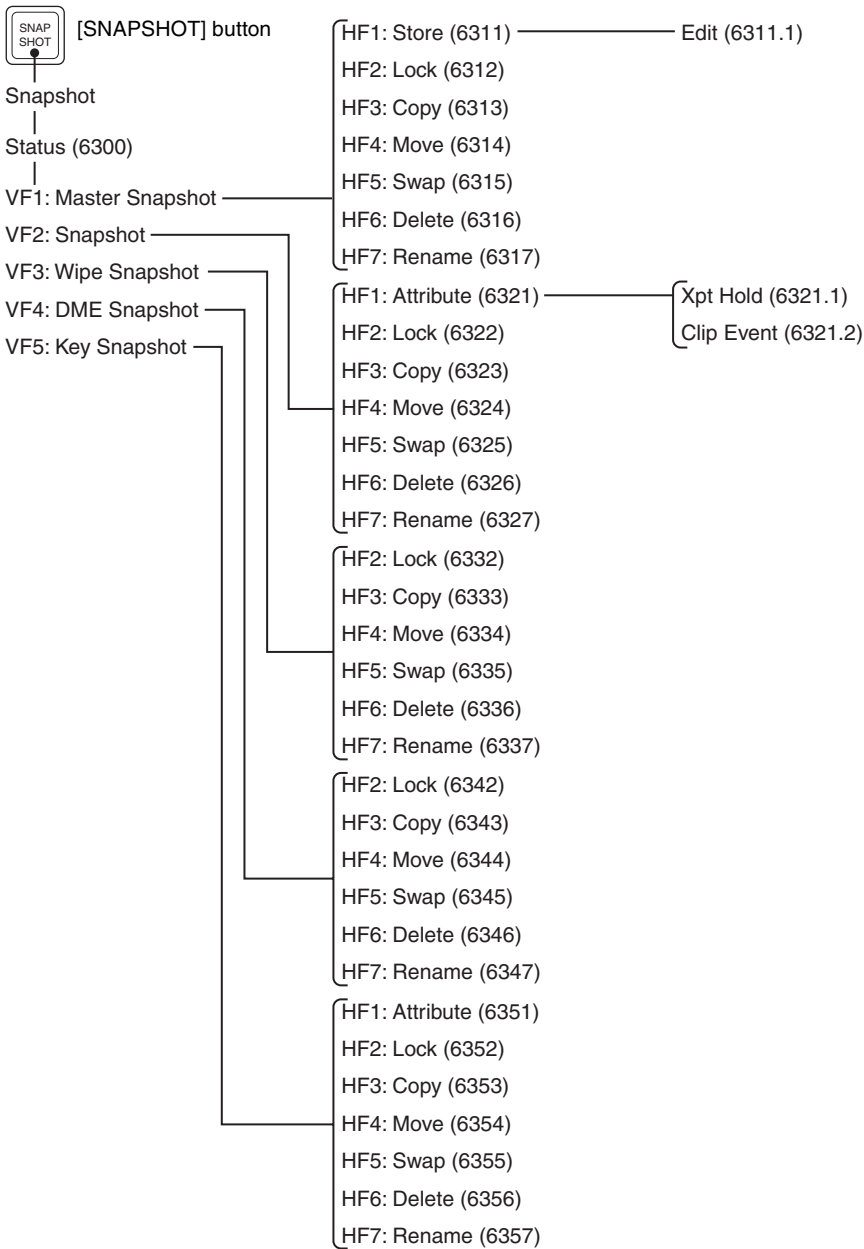 SNAP
SHOT
[SNAPSHOT] button
Snapshot
Status (6300)
VF1: Master Snapshot
VF2: Snapshot
VF3: Wipe Snapshot
VF4: DME Snapshot
VF5: Key Snapshot
HF1: Store (6311)
Edit (6311.1)
HF2: Lock (6312)
HF3: Copy (6313)
HF4: Move (6314)
HF5: Swap (6315)
HF6: Delete (6316)
HF7: Rename (6317)
HF1: Attribute (6321)
Xpt Hold (6321.1)
Clip Event (6321.2)
HF2: Lock (6322)
HF3: Copy (6323)
HF4: Move (6324)
HF5: Swap (6325)
HF6: Delete (6326)
HF7: Rename (6327)
HF2: Lock (6332)
HF3: Copy (6333)
HF4: Move (6334)
HF5: Swap (6335)
HF6: Delete (6336)
HF7: Rename (6337)
HF2: Lock (6342)
HF3: Copy (6343)
HF4: Move (6344)
HF5: Swap (6345)
HF6: Delete (6346)
HF7: Rename (6347)
HF1: Attribute (6351)
HF2: Lock (6352)
HF3: Copy (6353)
HF4: Move (6354)
HF5: Swap (6355)
HF6: Delete (6356)
HF7: Rename (6357)